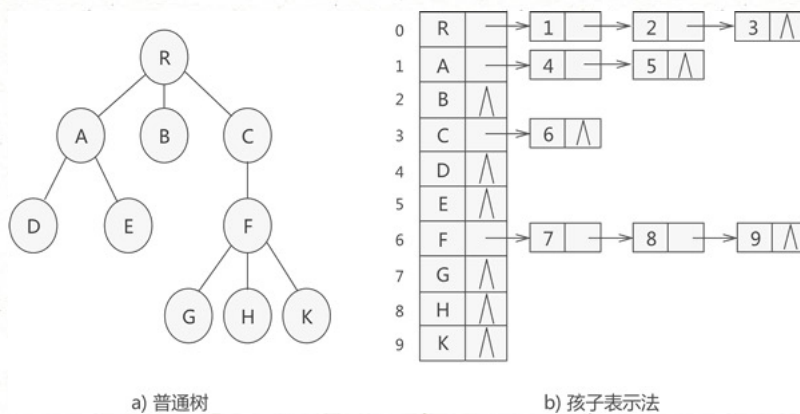 R
A
B
C
D
E
F
G
H
K
a) 普通树
0 R 1 2 3 ∧
1 A 4 5 ∧
2 B ∧
3 C 6 ∧
4 D ∧
5 E ∧
6 F 7 8 9 ∧
7 G ∧
8 H ∧
9 K ∧
b) 孩子表示法